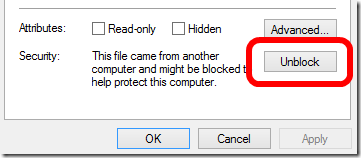 Attributes: Read-only Hidden Advanced...
Security: This file came from another
computer and might be blocked t
help protect this computer.
Unblock
OK Cancel Apply